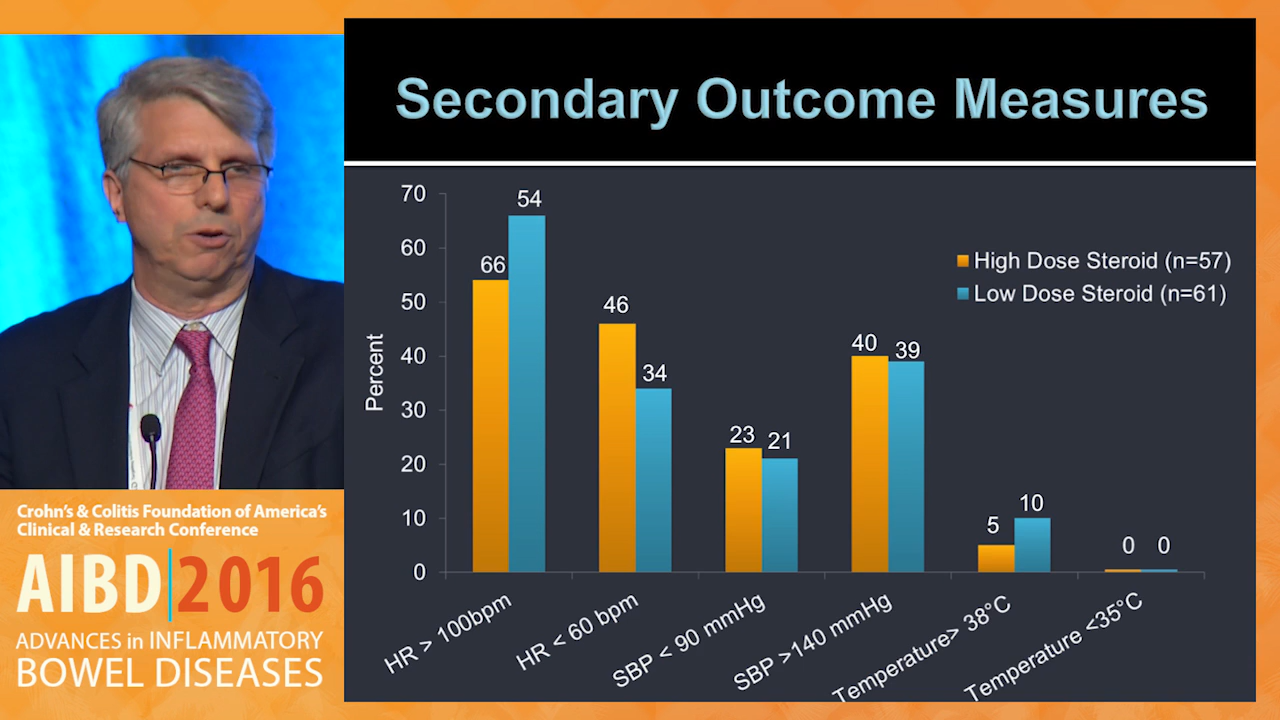 Secondary Outcome Measures
70
60
50
40
30
20
10
0
Percent
66
54
46
34
23
21
40
39
5
10
0
0
High Dose Steroid (n=57)
Low Dose Steroid (n=61)
HR > 100bpm
HR < 60 bpm
SBP < 90 mmHg
SBP >140 mmHg
Temperature> 38°C
Temperature <35°C
Crohn's & Colitis Foundation of America's
Clinical & Research Conference
AIBD|2016
ADVANCES in INFLAMMATORY
BOWEL DISEASES